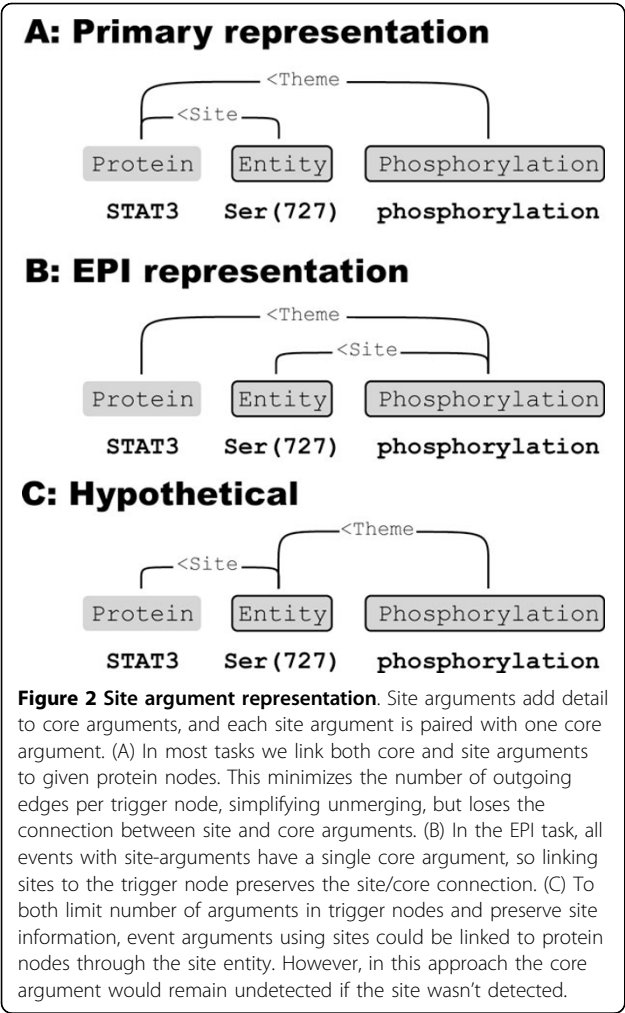 A: Primary representation
<Theme
<Site
Protein Entity Phosphorylation
STAT3 Ser(727) phosphorylation
B: EPI representation
<Theme
<Site
Protein Entity Phosphorylation
STAT3 Ser(727) phosphorylation
C: Hypothetical
<Theme
<Site
Protein Entity Phosphorylation
STAT3 Ser(727) phosphorylation
Figure 2 Site argument representation. Site arguments add detail
to core arguments, and each site argument is paired with one core
argument. (A) In most tasks we link both core and site arguments
to given protein nodes. This minimizes the number of outgoing
edges per trigger node, simplifying unmerging, but loses the
connection between site and core arguments. (B) In the EPI task, all
events with site-arguments have a single core argument, so linking
sites to the trigger node preserves the site/core connection. (C) To
both limit number of arguments in trigger nodes and preserve site
information, event arguments using sites could be linked to protein
nodes through the site entity. However, in this approach the core
argument would remain undetected if the site wasn't detected.